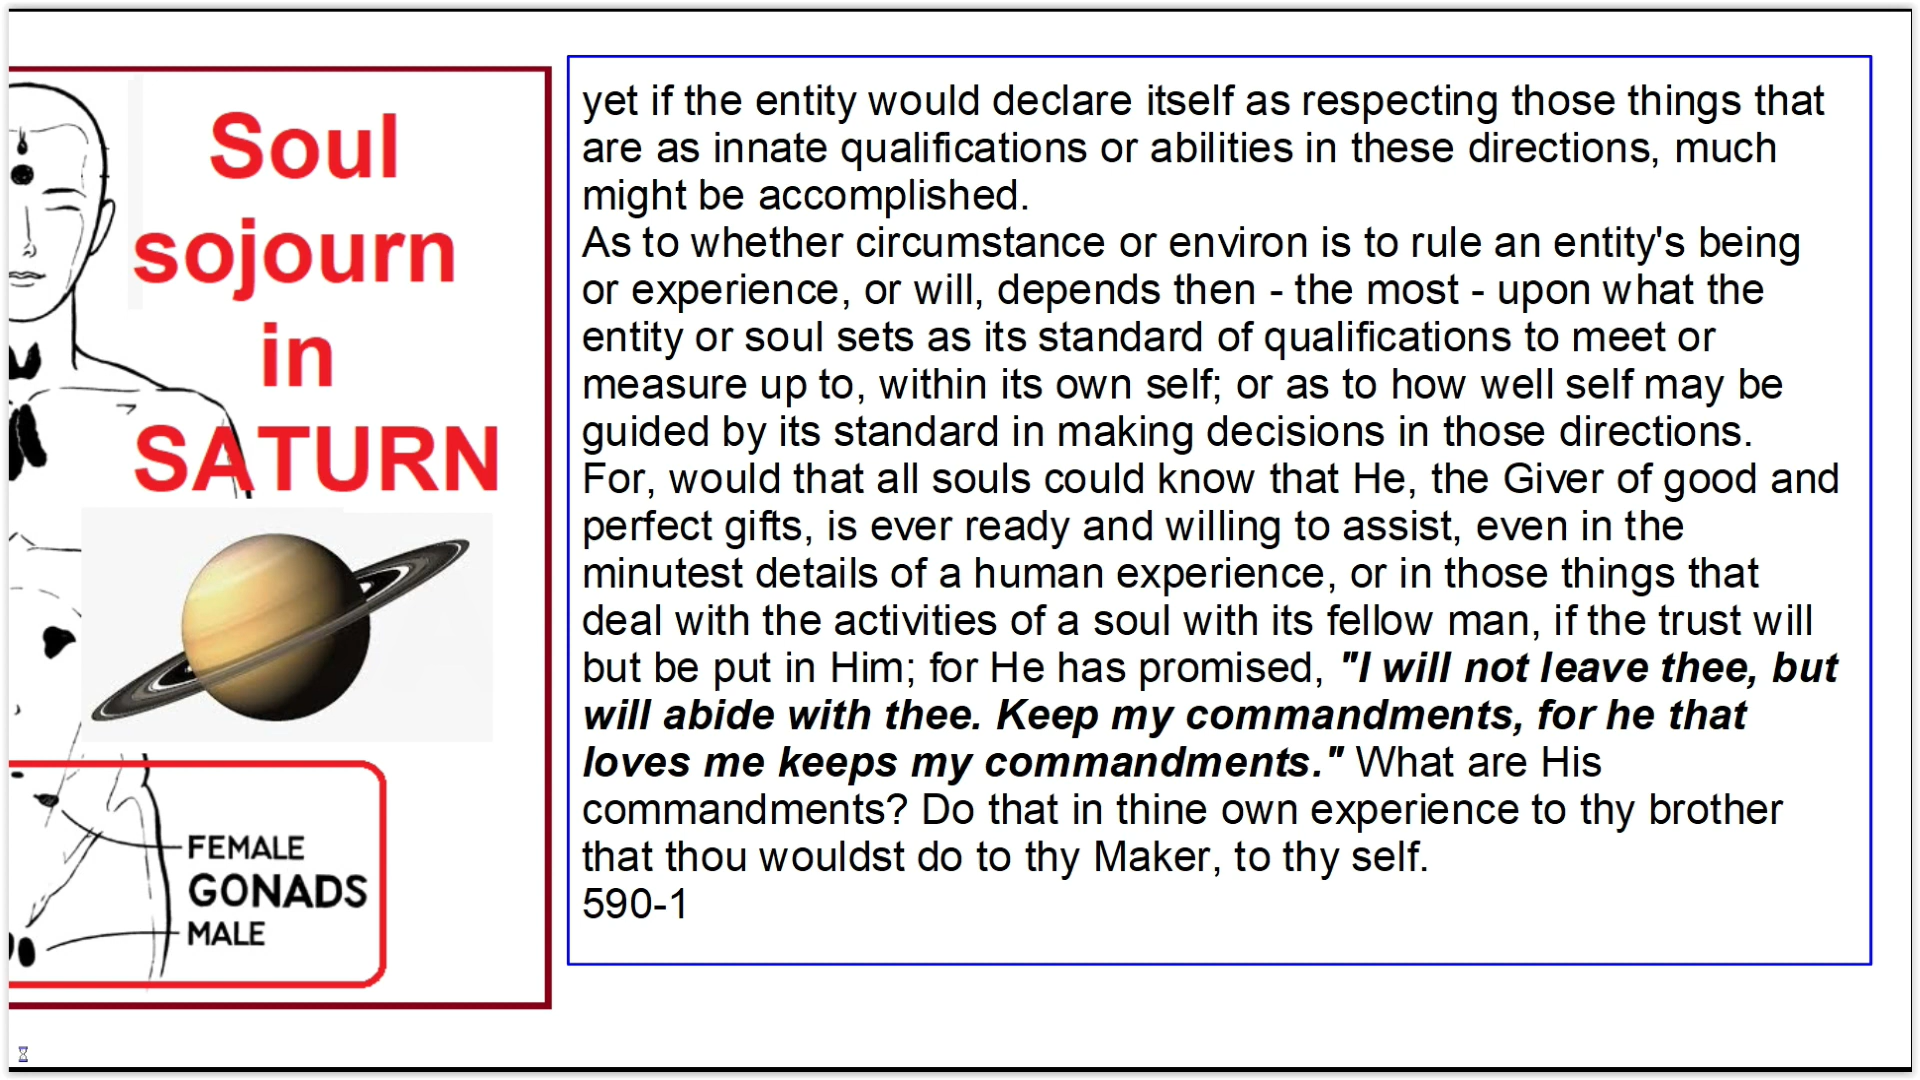 Soul
sojourn
in
SATURN
FEMALE
GONADS
MALE
yet if the entity would declare itself as respecting those things that
are as innate qualifications or abilities in these directions, much
might be accomplished.
As to whether circumstance or environ is to rule an entity's being
or experience, or will, depends then - the most - upon what the
entity or soul sets as its standard of qualifications to meet or
measure up to, within its own self; or as to how well self may be
guided by its standard in making decisions in those directions.
For, would that all souls could know that He, the Giver of good and
perfect gifts, is ever ready and willing to assist, even in the
minutest details of a human experience, or in those things that
deal with the activities of a soul with its fellow man, if the trust will
but be put in Him; for He has promised, "I will not leave thee, but
will abide with thee. Keep my commandments, for he that
loves me keeps my commandments." What are His
commandments? Do that in thine own experience to thy brother
that thou wouldst do to thy Maker, to thy self.
590-1